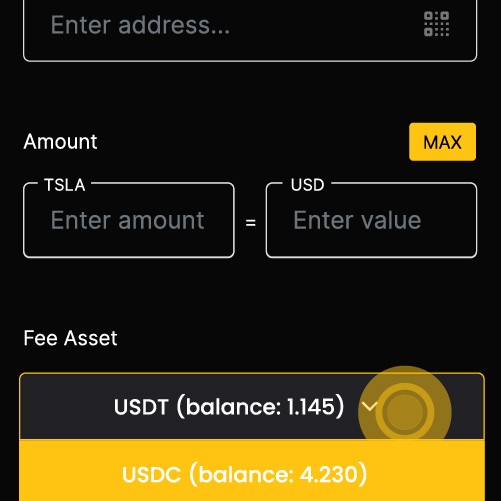 Enter address...
Amount
MAX
TSLA
USD
Enter amount
=
Enter value
Fee Asset
USDT (balance: 1.145)
USDC (balance: 4.230)